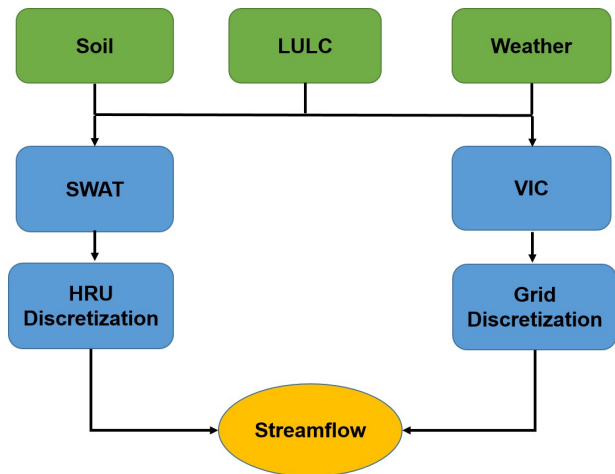 Soil
LULC
Weather
SWAT
VIC
HRU
Discretization
Grid
Discretization
Streamflow